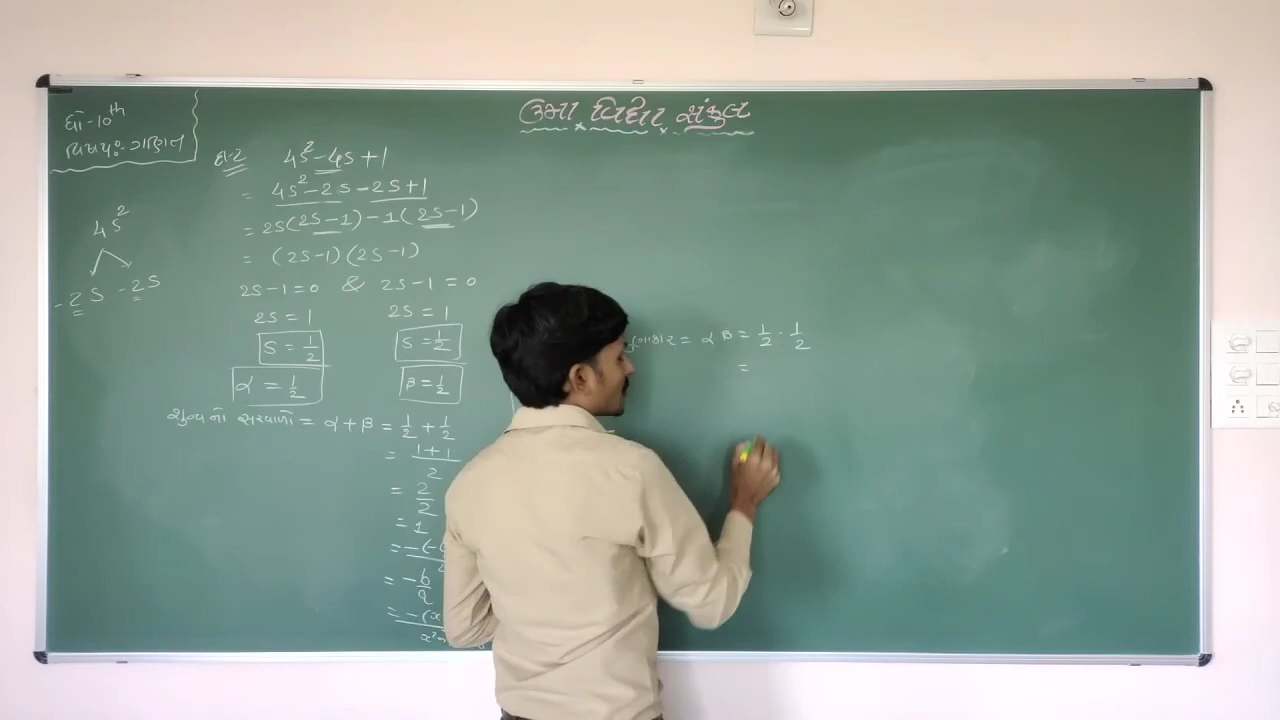 ઉમા વિદ્યા સંકુલ
ધો-10th
વિષય: ગણિત
દા-2 4s²-4s+1
= 4s²-2s-2s+1
= 2s(2s-1)-1(2s-1)
= (2s-1)(2s-1)
2s-1=0 & 2s-1=0
2s=1 2s=1
s=1/2 s=1/2
α=1/2 β=1/2
4s²
-2s -2s
શુન્યનો સરવાળો = α+β = 1/2 + 1/2
= 1+1/2
= 2/2
= 1
= -(-
= -b/a
= -(x
x²
= αβ = 1/2 · 1/2
=